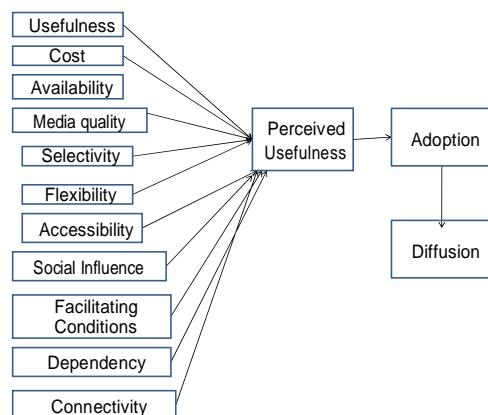 Usefulness
Cost
Availability
Media quality
Selectivity
Flexibility
Accessibility
Social Influence
Facilitating
Conditions
Dependency
Connectivity
Perceived
Usefulness
Adoption
Diffusion